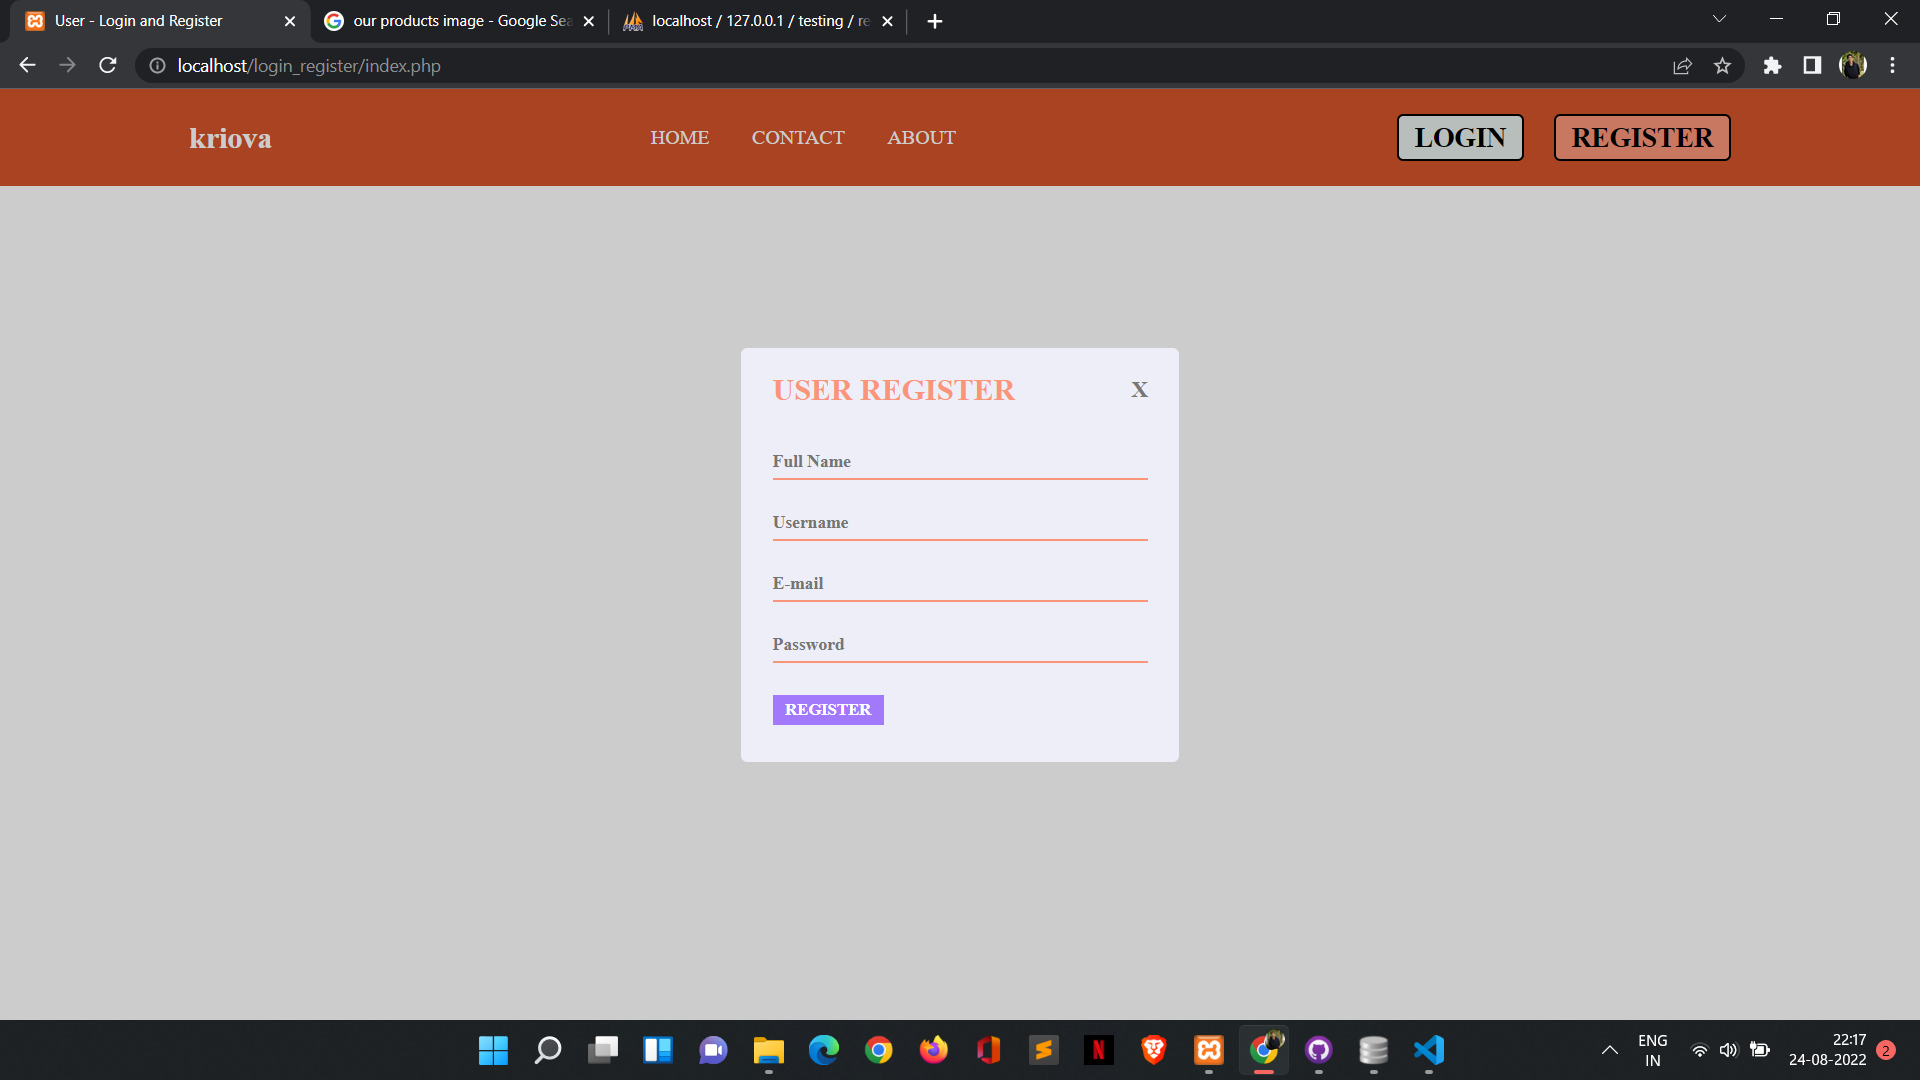 User - Login and Register
our products image - Google Sea
localhost / 127.0.0.1 / testing / re
localhost/login_register/index.php
kriova
HOME CONTACT ABOUT
LOGIN REGISTER
USER REGISTER X
Full Name
Username
E-mail
Password
REGISTER
ENG
IN
22:17
24-08-2022
2